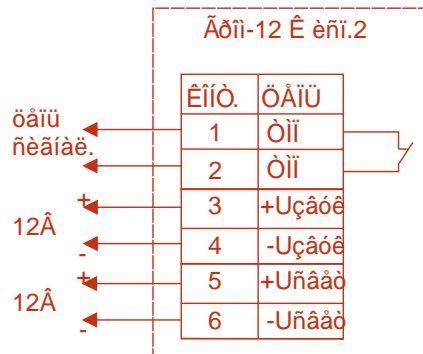 Ãðîì-12 Ê èñï.2
ÊÎÍÒ. ÖÅÏÜ
öåïü
ñèãíàë.
1 ÒÌÏ
2 ÒÌÏ
12Â
+ 3 +Uçâóê
- 4 -Uçâóê
12Â
+ 5 +Uñâåò
- 6 -Uñâåò